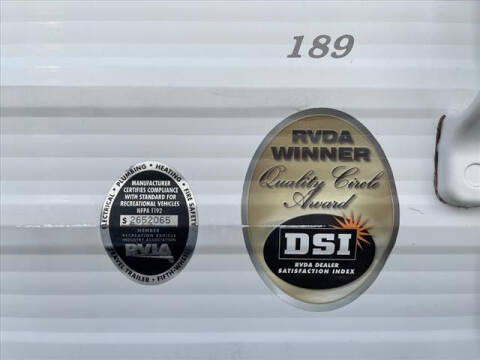 189
RVDA
WINNER
Quality Circle
Award
DSI
RVDA DEALER
SATISFACTION INDEX
ELECTRICAL • PLUMBING • HEATING • FIRE SAFETY
MANUFACTURER
CERTIFIES COMPLIANCE
WITH STANDARD FOR
RECREATIONAL VEHICLES
NFPA 1192
S 2652065
MEMBER
RECREATION VEHICLE
INDUSTRY ASSOCIATION
RVIA
TRAVEL TRAILER • FIFTH-WHEEL